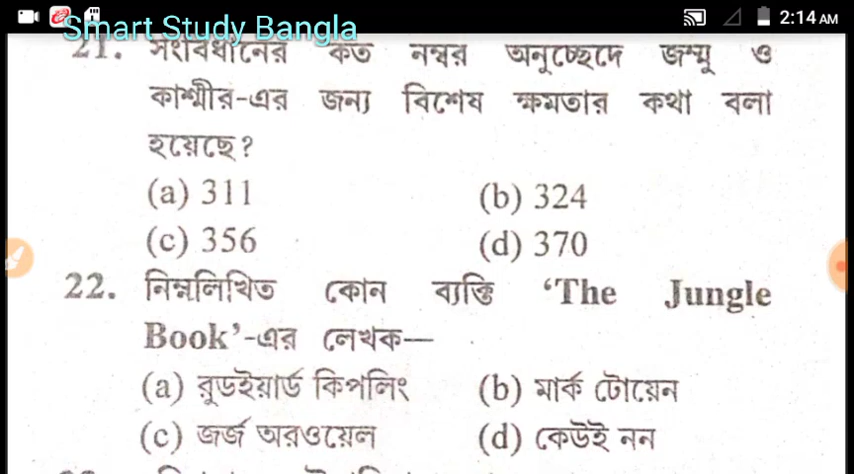 2:14 AM
Smart Study Bangla
21. সংবিধানের কত নম্বর অনুচ্ছেদে জম্মু ও
কাশ্মীর-এর জন্য বিশেষ ক্ষমতার কথা বলা
হয়েছে?
(a) 311 (b) 324
(c) 356 (d) 370
22. নিম্নলিখিত কোন ব্যক্তি ‘The Jungle
Book’-এর লেখক—
(a) রুডইয়ার্ড কিপলিং (b) মার্ক টোয়েন
(c) জর্জ অরওয়েল (d) কেউই নন